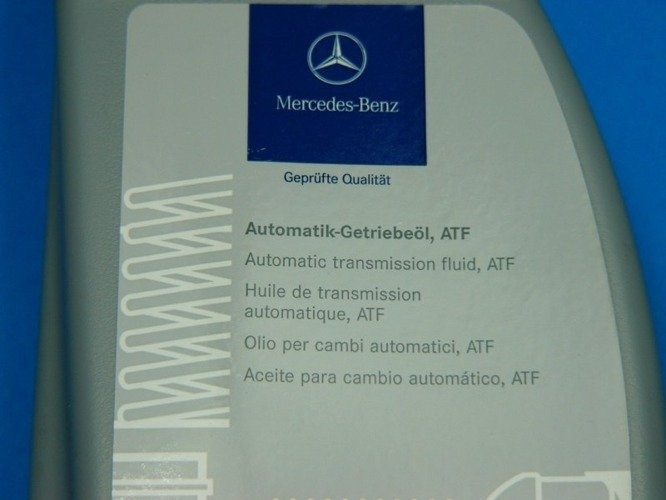 Mercedes-Benz
Geprüfte Qualität
Automatik-Getriebeöl, ATF
Automatic transmission fluid, ATF
Huile de transmission
automatique, ATF
Olio per cambi automatici, ATF
Aceite para cambio automático, ATF